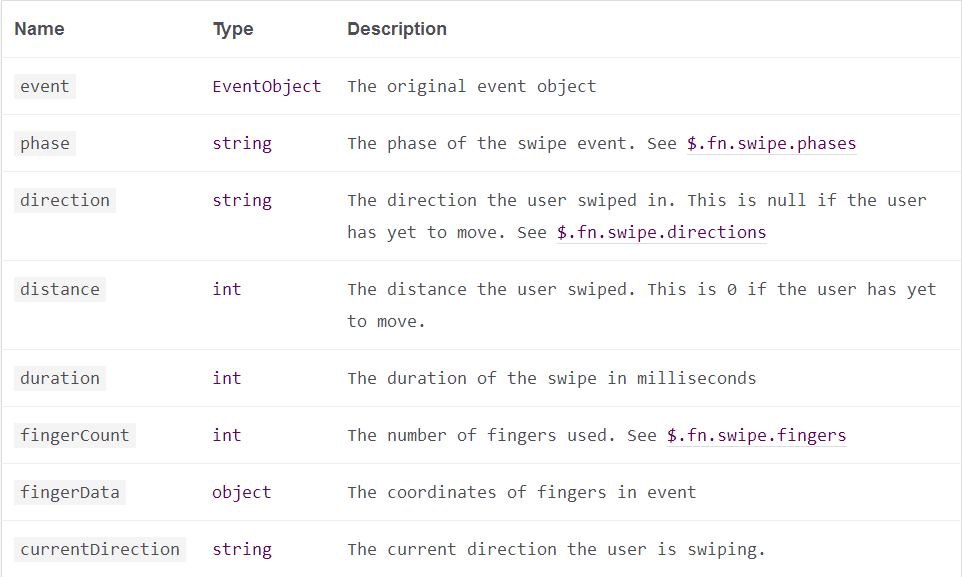 Name Type Description
event EventObject The original event object
phase string The phase of the swipe event. See $.fn.swipe.phases
direction string The direction the user swiped in. This is null if the user
has yet to move. See $.fn.swipe.directions
distance int The distance the user swiped. This is 0 if the user has yet
to move.
duration int The duration of the swipe in milliseconds
fingerCount int The number of fingers used. See $.fn.swipe.fingers
fingerData object The coordinates of fingers in event
currentDirection string The current direction the user is swiping.